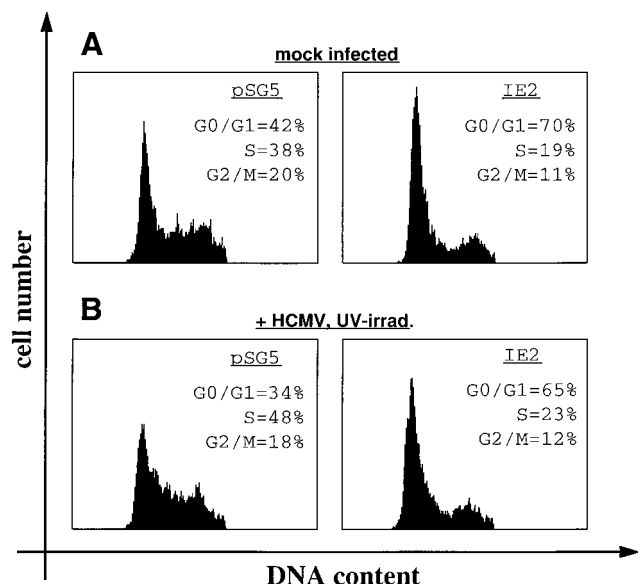 A
mock infected
pSG5
G0/G1=42%
S=38%
G2/M=20%
IE2
G0/G1=70%
S=19%
G2/M=11%
B
+ HCMV, UV-irrad.
pSG5
G0/G1=34%
S=48%
G2/M=18%
IE2
G0/G1=65%
S=23%
G2/M=12%
cell number
DNA content